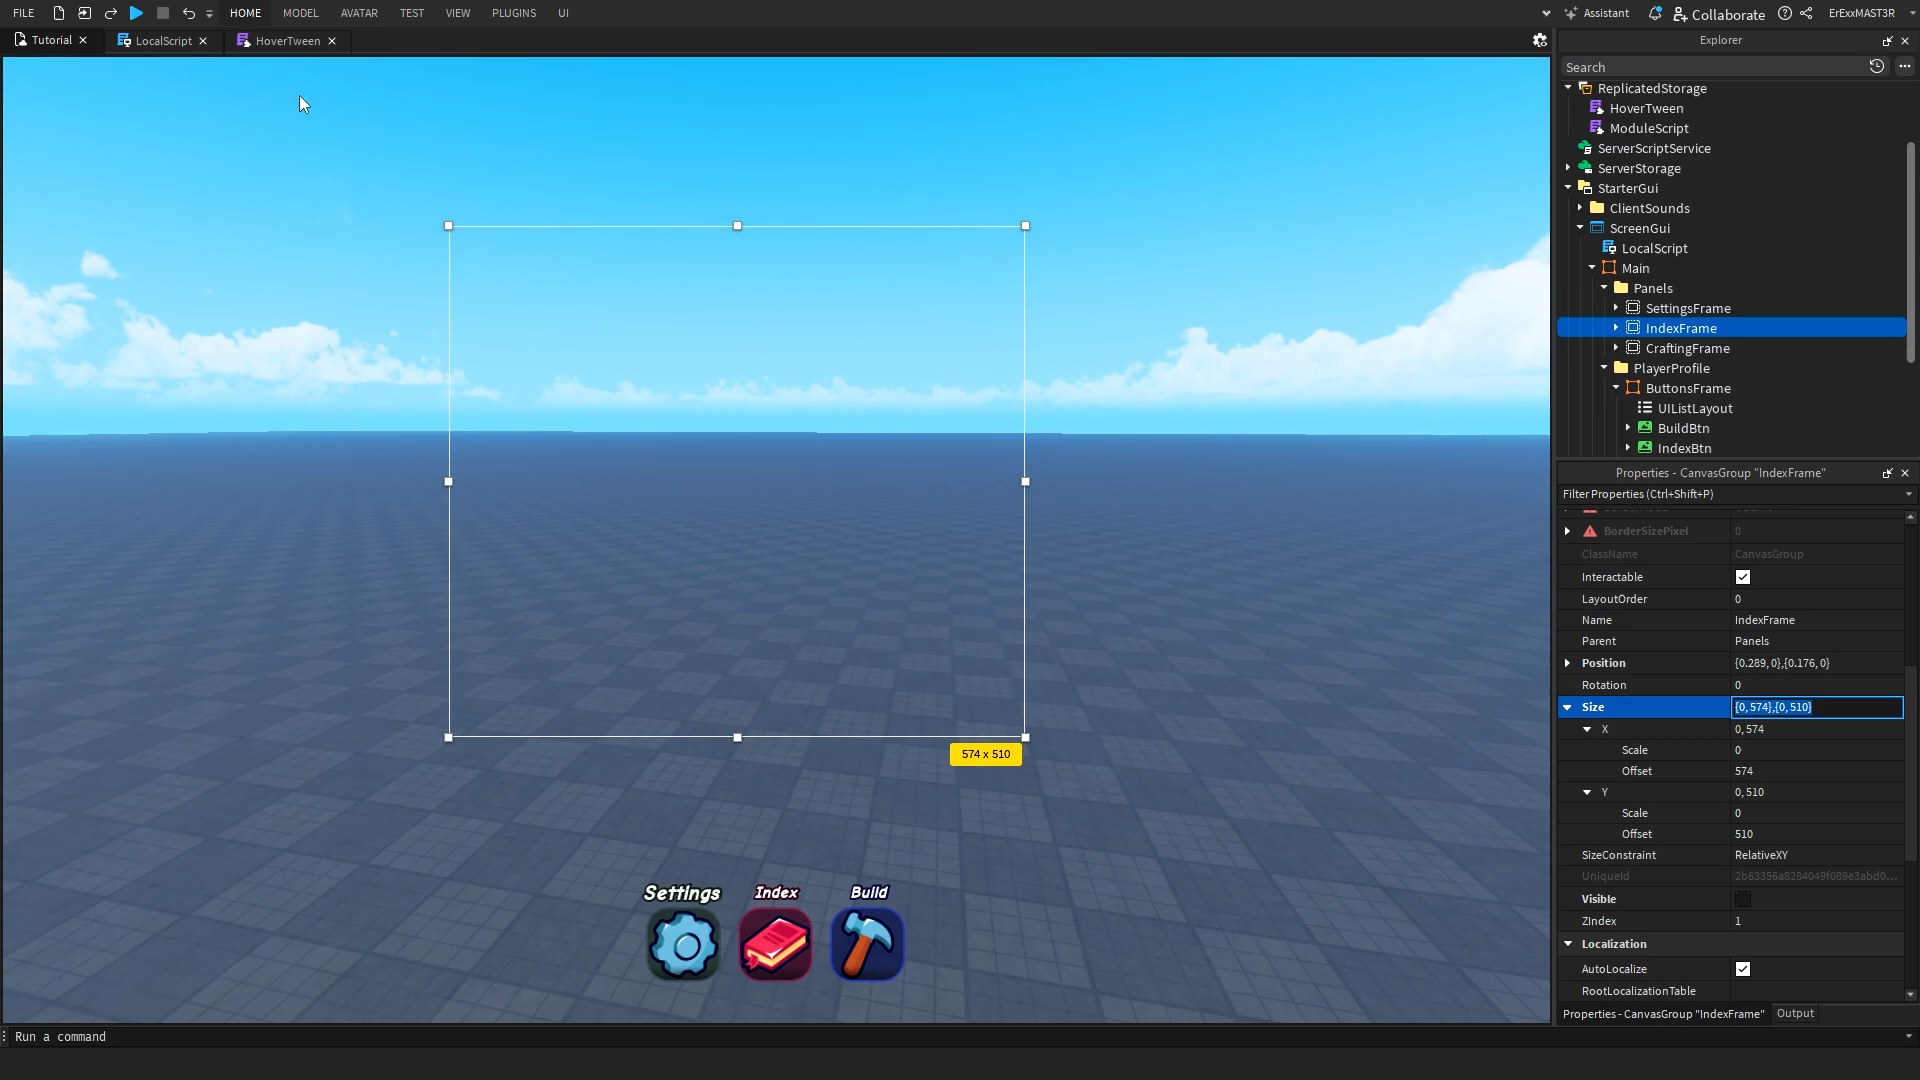 FILE HOME MODEL AVATAR TEST VIEW PLUGINS UI Assistant Collaborate ErExxMAST3R
Tutorial LocalScript HoverTween
Explorer
Search
ReplicatedStorage
HoverTween
ModuleScript
ServerScriptService
ServerStorage
StarterGui
ClientSounds
ScreenGui
LocalScript
Main
Panels
SettingsFrame
IndexFrame
CraftingFrame
PlayerProfile
ButtonsFrame
UIListLayout
BuildBtn
IndexBtn
Properties - CanvasGroup "IndexFrame"
Filter Properties (Ctrl+Shift+P)
BorderSizePixel 0
ClassName CanvasGroup
Interactable
LayoutOrder 0
Name IndexFrame
Parent Panels
Position {0.289, 0},{0.176, 0}
Rotation 0
Size {0, 574},{0, 510}
X 0, 574
Scale 0
Offset 574
Y 0, 510
Scale 0
Offset 510
SizeConstraint RelativeXY
UniqueId 2b63356a8284049f089e3abd0...
Visible
ZIndex 1
Localization
AutoLocalize
RootLocalizationTable
Properties - CanvasGroup "IndexFrame" Output
574 x 510
Settings Index Build
Run a command